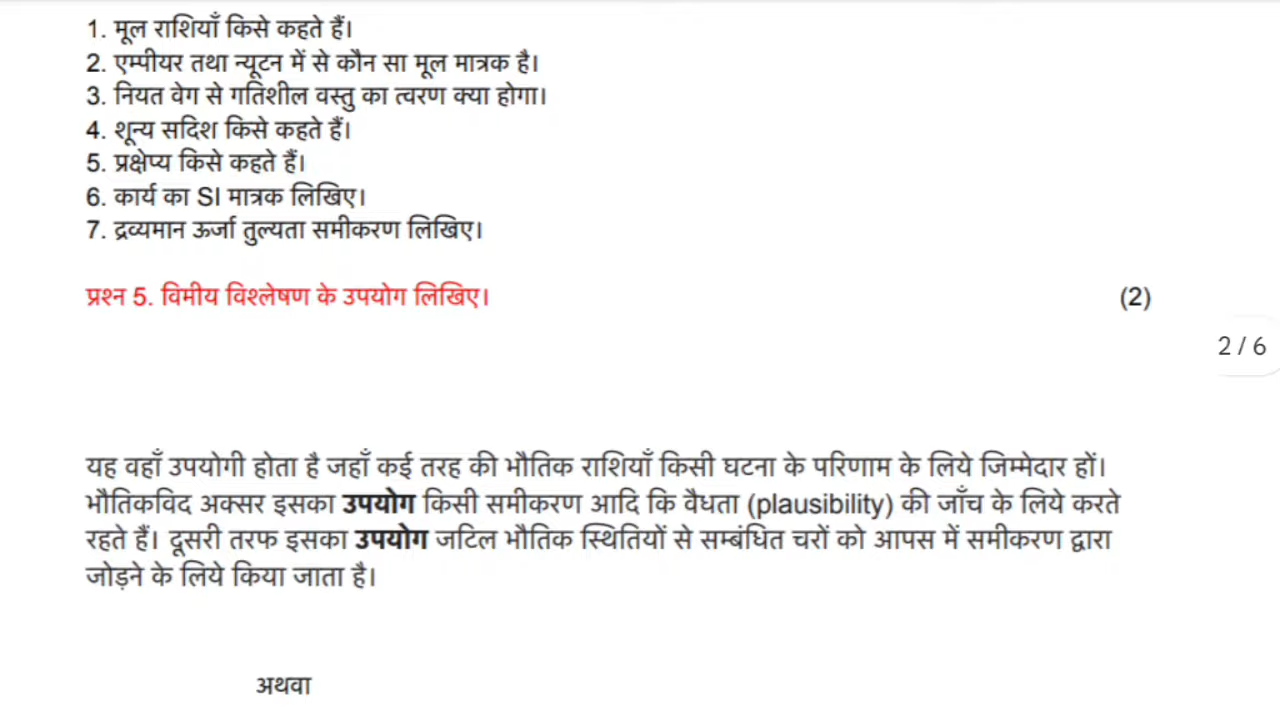 1. मूल राशियाँ किसे कहते हैं।
2. एम्पीयर तथा न्यूटन में से कौन सा मूल मात्रक है।
3. नियत वेग से गतिशील वस्तु का त्वरण क्या होगा।
4. शून्य सदिश किसे कहते हैं।
5. प्रक्षेप्य किसे कहते हैं।
6. कार्य का SI मात्रक लिखिए।
7. द्रव्यमान ऊर्जा तुल्यता समीकरण लिखिए।
प्रश्न 5. विमीय विश्लेषण के उपयोग लिखिए। (2)
2 / 6
यह वहाँ उपयोगी होता है जहाँ कई तरह की भौतिक राशियाँ किसी घटना के परिणाम के लिये जिम्मेदार हों।
भौतिकविद अक्सर इसका उपयोग किसी समीकरण आदि कि वैधता (plausibility) की जाँच के लिये करते
रहते हैं। दूसरी तरफ इसका उपयोग जटिल भौतिक स्थितियों से सम्बंधित चरों को आपस में समीकरण द्वारा
जोड़ने के लिये किया जाता है।
अथवा